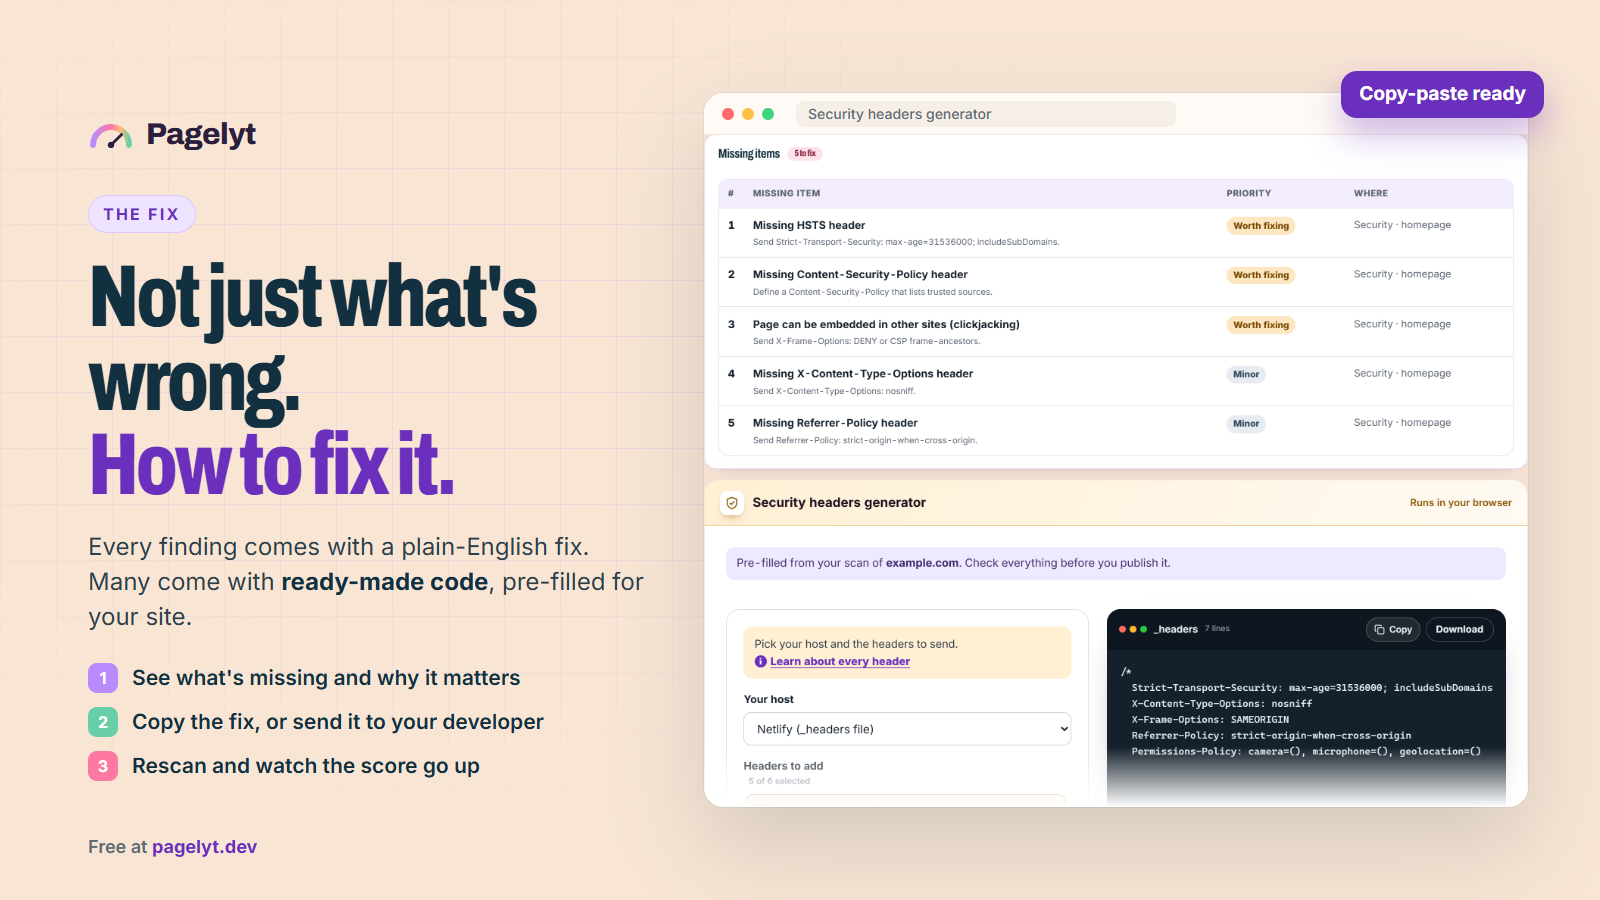 Pagelyt
THE FIX
Not just what's
wrong.
How to fix it.
Every finding comes with a plain-English fix.
Many come with ready-made code, pre-filled for
your site.
1 See what's missing and why it matters
2 Copy the fix, or send it to your developer
3 Rescan and watch the score go up
Free at pagelyt.dev
Copy-paste ready
Security headers generator
Missing items 5 to fix
# MISSING ITEM PRIORITY WHERE
1 Missing HSTS header Worth fixing Security · homepage
Send Strict-Transport-Security: max-age=31536000; includeSubDomains.
2 Missing Content-Security-Policy header Worth fixing Security · homepage
Define a Content-Security-Policy that lists trusted sources.
3 Page can be embedded in other sites (clickjacking) Worth fixing Security · homepage
Send X-Frame-Options: DENY or CSP frame-ancestors.
4 Missing X-Content-Type-Options header Minor Security · homepage
Send X-Content-Type-Options: nosniff.
5 Missing Referrer-Policy header Minor Security · homepage
Send Referrer-Policy: strict-origin-when-cross-origin.
Security headers generator Runs in your browser
Pre-filled from your scan of example.com. Check everything before you publish it.
Pick your host and the headers to send.
Learn about every header
Your host
Netlify (_headers file)
Headers to add
5 of 6 selected
_headers 7 lines Copy Download
/*
Strict-Transport-Security: max-age=31536000; includeSubDomains
X-Content-Type-Options: nosniff
X-Frame-Options: SAMEORIGIN
Referrer-Policy: strict-origin-when-cross-origin
Permissions-Policy: camera=(), microphone=(), geolocation=()